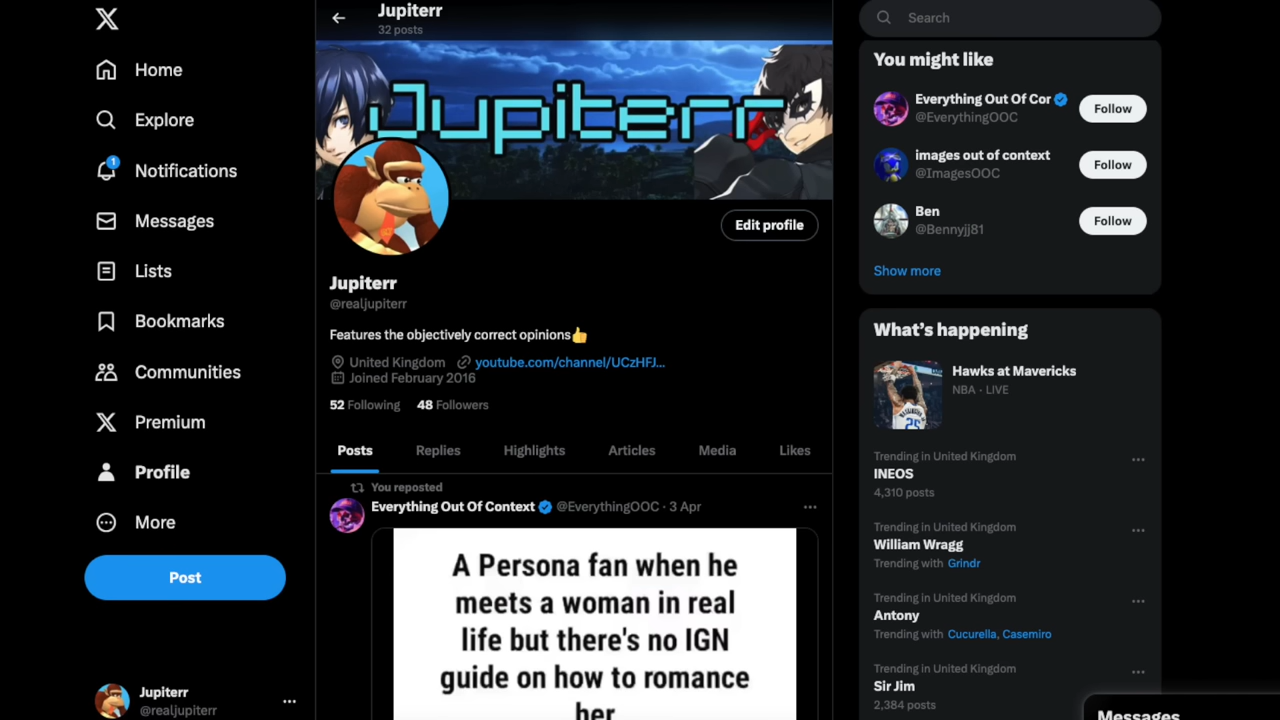 Home
Explore
1
Notifications
Messages
Lists
Bookmarks
Communities
Premium
Profile
More
Post
Jupiterr
@realjupiterr
Jupiterr
32 posts
Jupiterr
Edit profile
Jupiterr
@realjupiterr
Features the objectively correct opinions👍
United Kingdom youtube.com/channel/UCzHFJ...
Joined February 2016
52 Following 48 Followers
Posts Replies Highlights Articles Media Likes
You reposted
Everything Out Of Context @EverythingOOC · 3 Apr
A Persona fan when he
meets a woman in real
life but there's no IGN
guide on how to romance
her
Search
You might like
Everything Out Of Cor
@EverythingOOC
Follow
images out of context
@ImagesOOC
Follow
Ben
@Bennyjj81
Follow
Show more
What's happening
Hawks at Mavericks
NBA · LIVE
WASHINGTON
25
Trending in United Kingdom
INEOS
4,310 posts
Trending in United Kingdom
William Wragg
Trending with Grindr
Trending in United Kingdom
Antony
Trending with Cucurella, Casemiro
Trending in United Kingdom
Sir Jim
2,384 posts
Messages